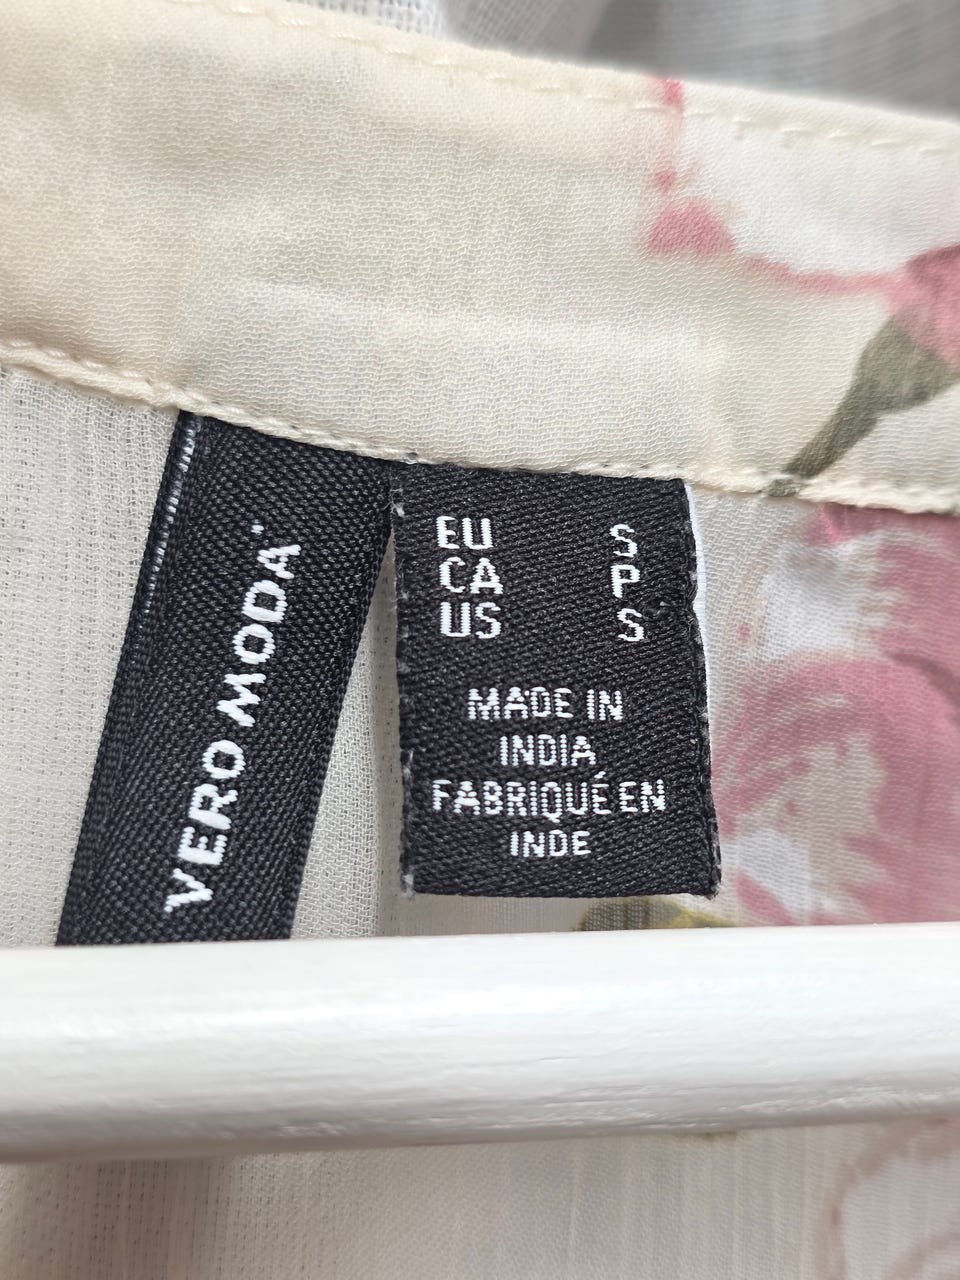 VERO MODA
EU S
CA P
US S
MADE IN
INDIA
FABRIQUÉ EN
INDE